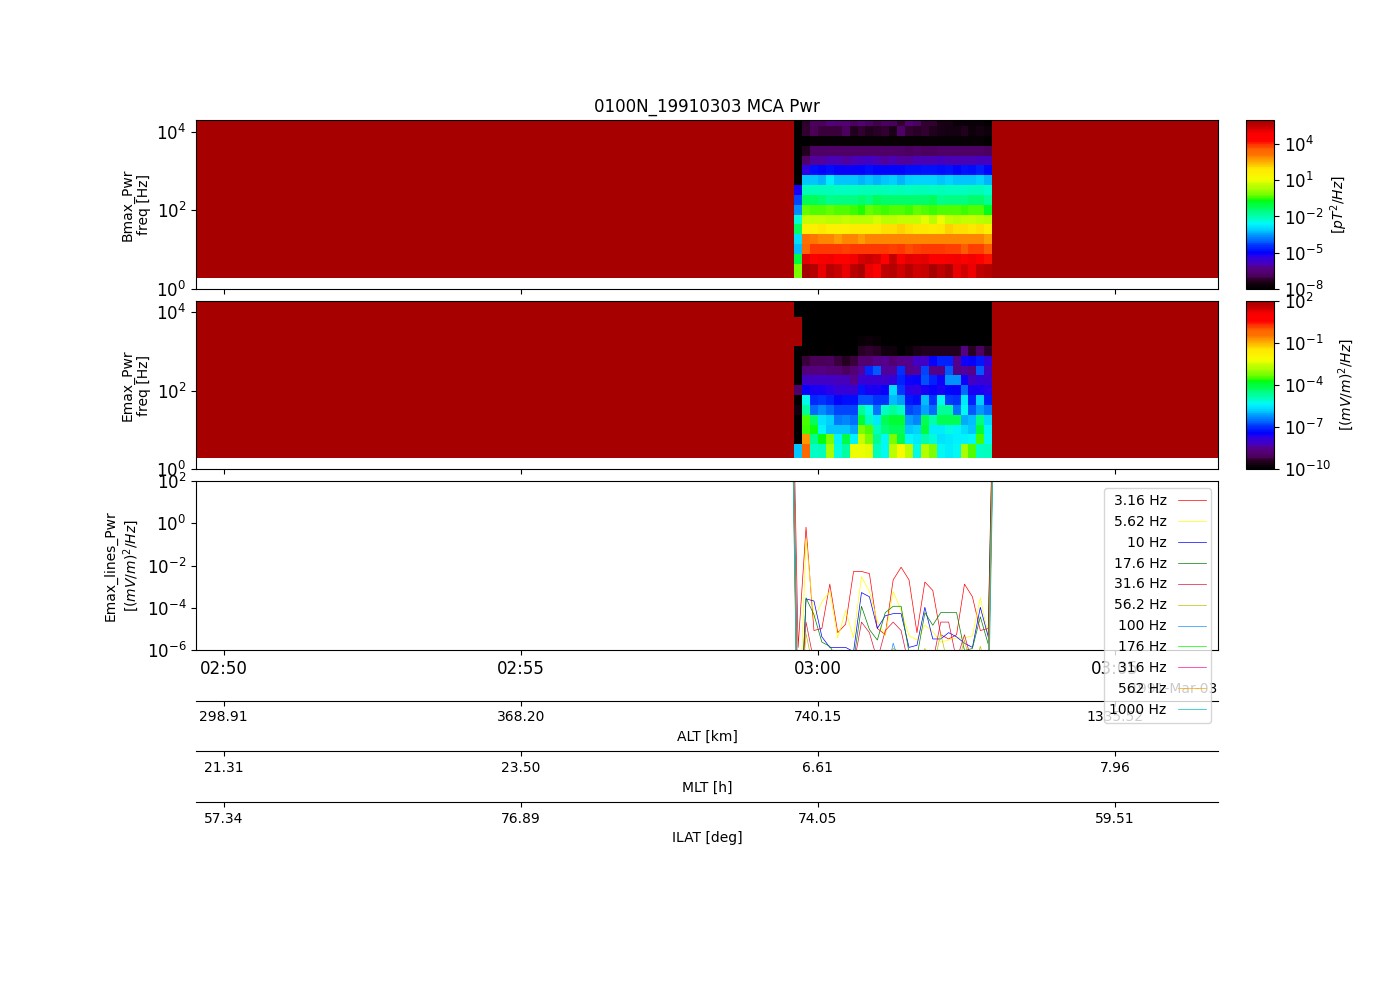 0100N_19910303 MCA Pwr
Bmax_Pwr
freq [Hz]
10^4
10^2
10^0
10^4
10^1
10^-2
10^-5
10^-8
[pT^2/Hz]
Emax_Pwr
freq [Hz]
10^4
10^2
10^0
10^2
10^-1
10^-4
10^-7
10^-10
[(mV/m)^2/Hz]
Emax_lines_Pwr
[(mV/m)^2/Hz]
10^2
10^0
10^-2
10^-4
10^-6
3.16 Hz
5.62 Hz
10 Hz
17.6 Hz
31.6 Hz
56.2 Hz
100 Hz
176 Hz
316 Hz
562 Hz
1000 Hz
02:50 02:55 03:00
-Mar-03
298.91 368.20 740.15
ALT [km]
21.31 23.50 6.61 7.96
MLT [h]
57.34 76.89 74.05 59.51
ILAT [deg]